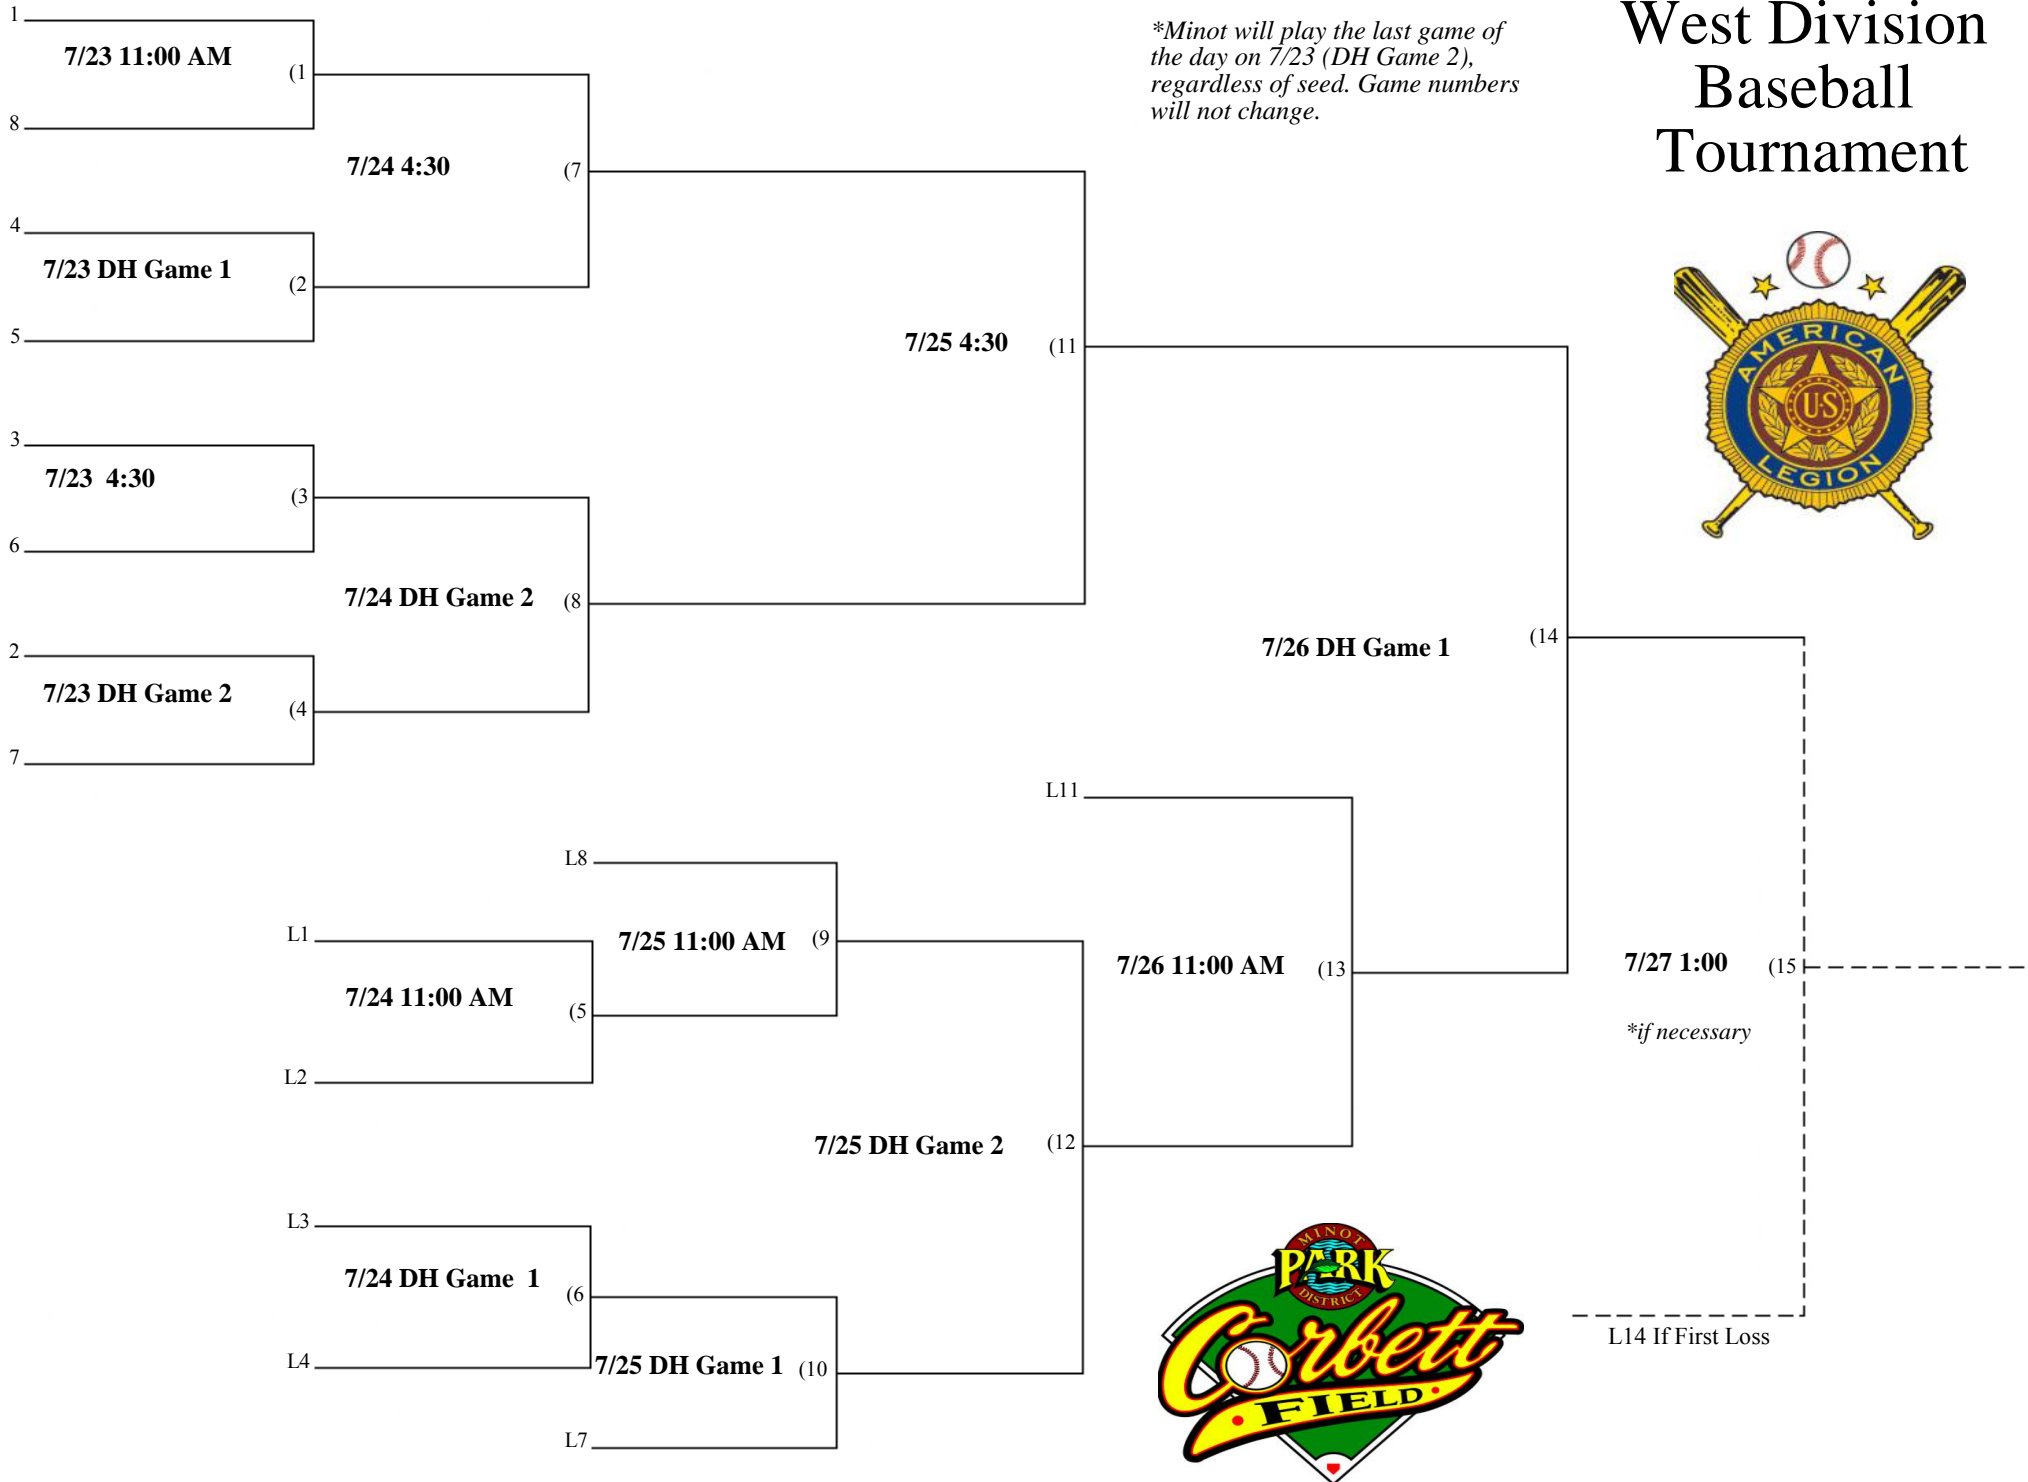 *Minot will play the last game of
the day on 7/23 (DH Game 2),
regardless of seed. Game numbers
will not change.
West Division
Baseball
Tournament
1
7/23 11:00 AM
(1
8
7/24 4:30
(7
4
7/23 DH Game 1
(2
5
7/25 4:30
(11
3
7/23  4:30
(3
6
7/24 DH Game 2
(8
2
7/23 DH Game 2
(4
7
7/26 DH Game 1
(14
L11
L8
L1
7/25 11:00 AM
(9
7/24 11:00 AM
(5
L2
7/26 11:00 AM
(13
7/27 1:00
(15
*if necessary
7/25 DH Game 2
(12
L3
7/24 DH Game  1
(6
L4
7/25 DH Game 1
(10
L7
L14 If First Loss
AMERICAN
U.S
LEGION
MINOT
PARK
DISTRICT
Corbett
FIELD